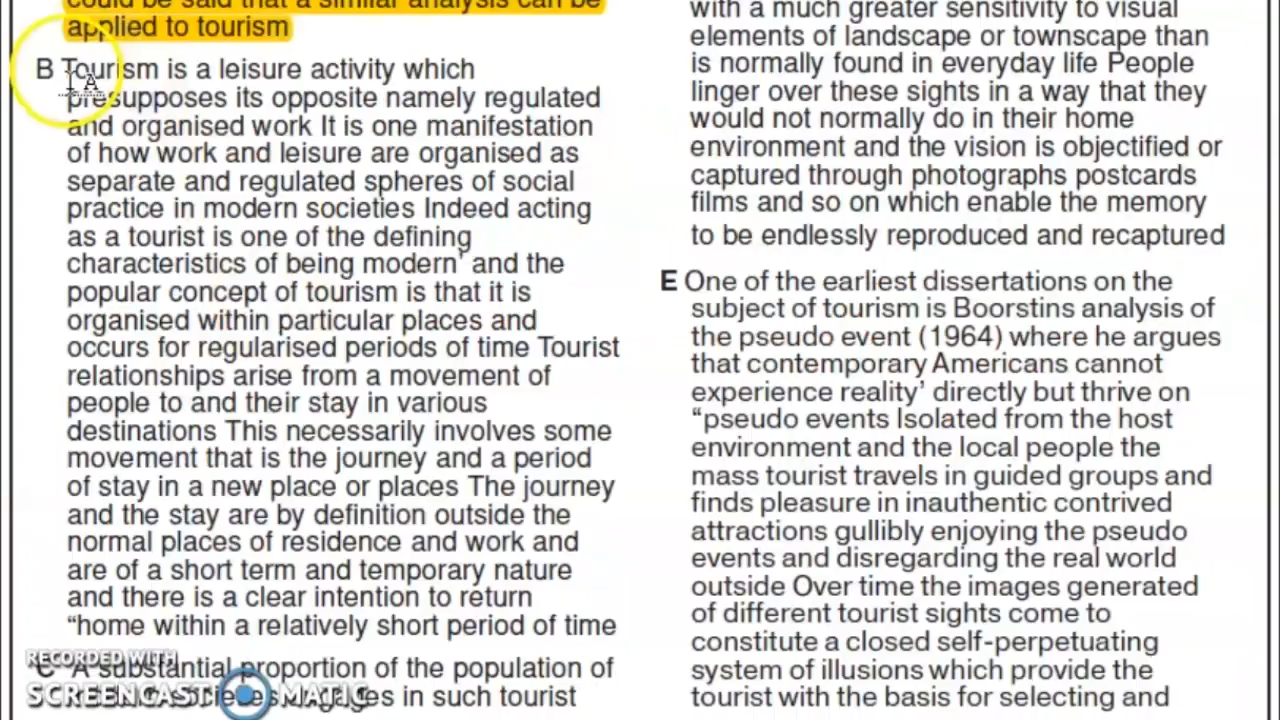 could be said that a similar analysis can be
applied to tourism
B Tourism is a leisure activity which
presupposes its opposite namely regulated
and organised work It is one manifestation
of how work and leisure are organised as
separate and regulated spheres of social
practice in modern societies Indeed acting
as a tourist is one of the defining
characteristics of being modern’ and the
popular concept of tourism is that it is
organised within particular places and
occurs for regularised periods of time Tourist
relationships arise from a movement of
people to and their stay in various
destinations This necessarily involves some
movement that is the journey and a period
of stay in a new place or places The journey
and the stay are by definition outside the
normal places of residence and work and
are of a short term and temporary nature
and there is a clear intention to return
“home within a relatively short period of time
C A substantial proportion of the population of
engages in such tourist
with a much greater sensitivity to visual
elements of landscape or townscape than
is normally found in everyday life People
linger over these sights in a way that they
would not normally do in their home
environment and the vision is objectified or
captured through photographs postcards
films and so on which enable the memory
to be endlessly reproduced and recaptured
E One of the earliest dissertations on the
subject of tourism is Boorstins analysis of
the pseudo event (1964) where he argues
that contemporary Americans cannot
experience reality’ directly but thrive on
“pseudo events Isolated from the host
environment and the local people the
mass tourist travels in guided groups and
finds pleasure in inauthentic contrived
attractions gullibly enjoying the pseudo
events and disregarding the real world
outside Over time the images generated
of different tourist sights come to
constitute a closed self-perpetuating
system of illusions which provide the
tourist with the basis for selecting and
RECORDED WITH
SCREENCAST MATIC